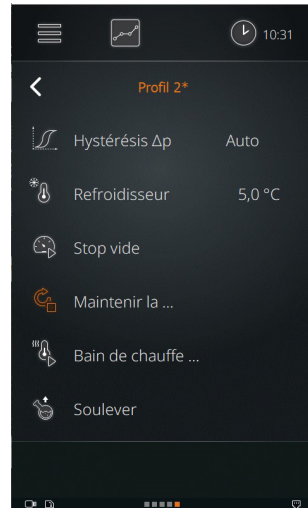 10:31
Profil 2*
Hystérésis Δp Auto
Refroidisseur 5,0 °C
Stop vide
Maintenir la ...
Bain de chauffe ...
Soulever